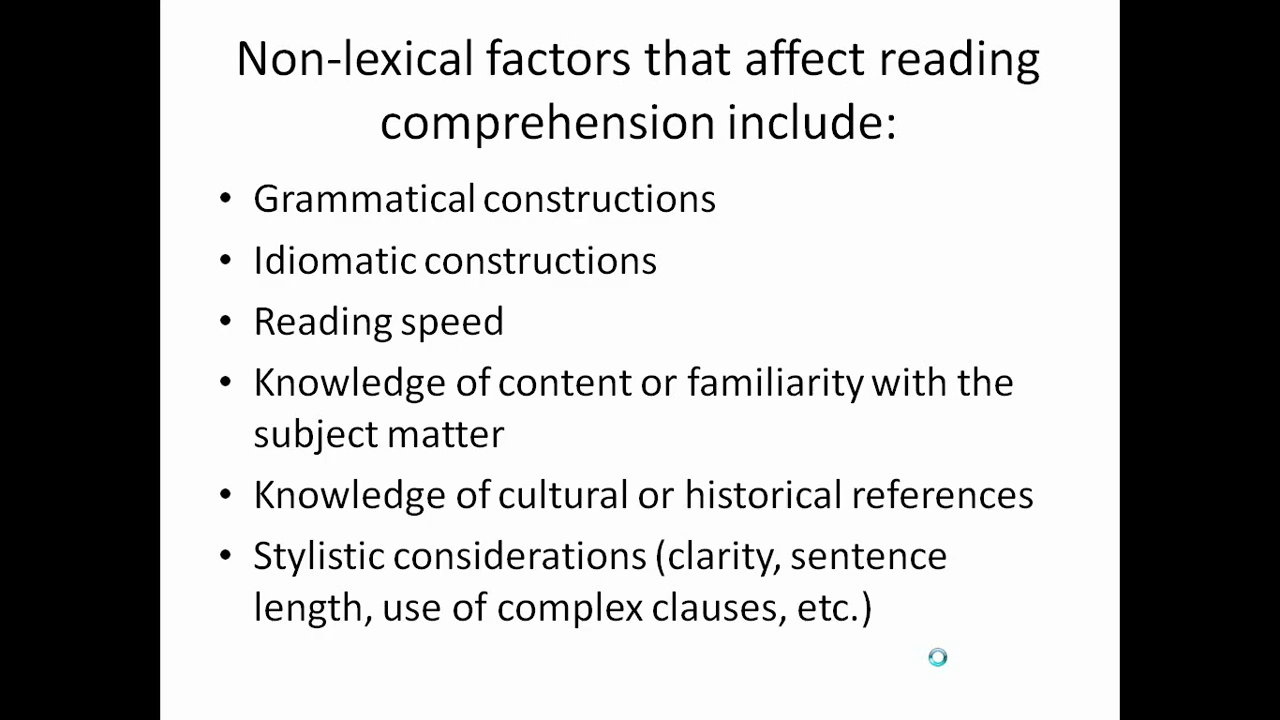 Non-lexical factors that affect reading
comprehension include:
• Grammatical constructions
• Idiomatic constructions
• Reading speed
• Knowledge of content or familiarity with the
subject matter
• Knowledge of cultural or historical references
• Stylistic considerations (clarity, sentence
length, use of complex clauses, etc.)